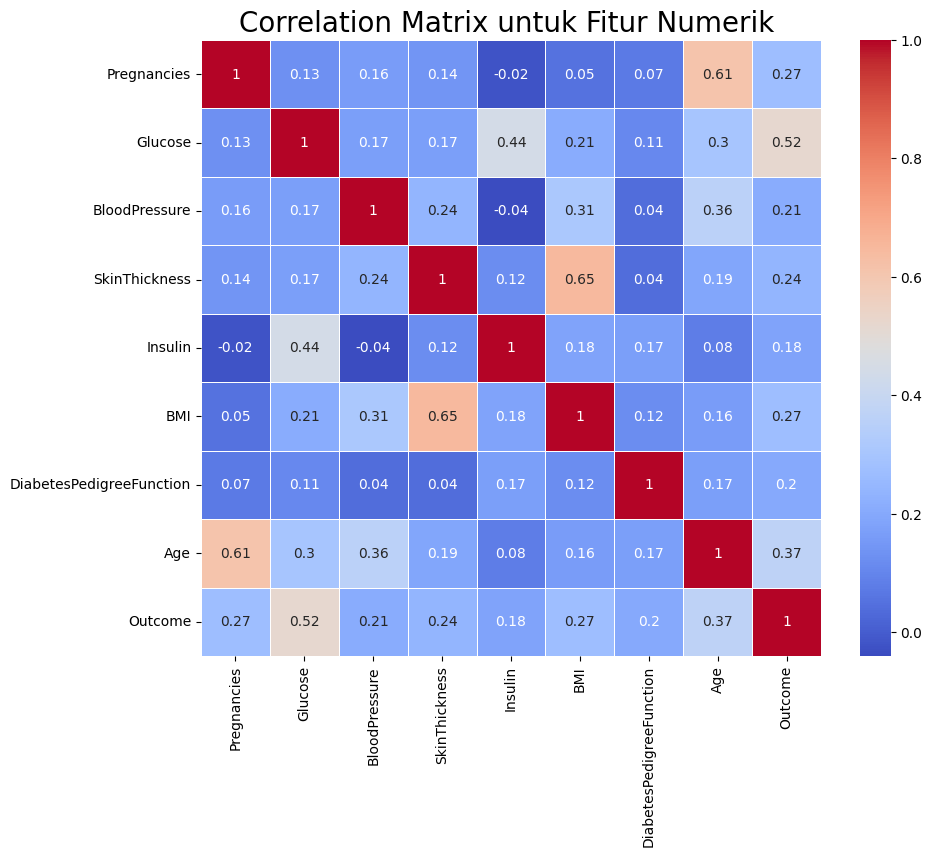 Correlation Matrix untuk Fitur Numerik
Pregnancies 1 0.13 0.16 0.14 -0.02 0.05 0.07 0.61 0.27
Glucose 0.13 1 0.17 0.17 0.44 0.21 0.11 0.3 0.52
BloodPressure 0.16 0.17 1 0.24 -0.04 0.31 0.04 0.36 0.21
SkinThickness 0.14 0.17 0.24 1 0.12 0.65 0.04 0.19 0.24
Insulin -0.02 0.44 -0.04 0.12 1 0.18 0.17 0.08 0.18
BMI 0.05 0.21 0.31 0.65 0.18 1 0.12 0.16 0.27
DiabetesPedigreeFunction 0.07 0.11 0.04 0.04 0.17 0.12 1 0.17 0.2
Age 0.61 0.3 0.36 0.19 0.08 0.16 0.17 1 0.37
Outcome 0.27 0.52 0.21 0.24 0.18 0.27 0.2 0.37 1
Pregnancies
Glucose
BloodPressure
SkinThickness
Insulin
BMI
DiabetesPedigreeFunction
Age
Outcome
1.0
0.8
0.6
0.4
0.2
0.0